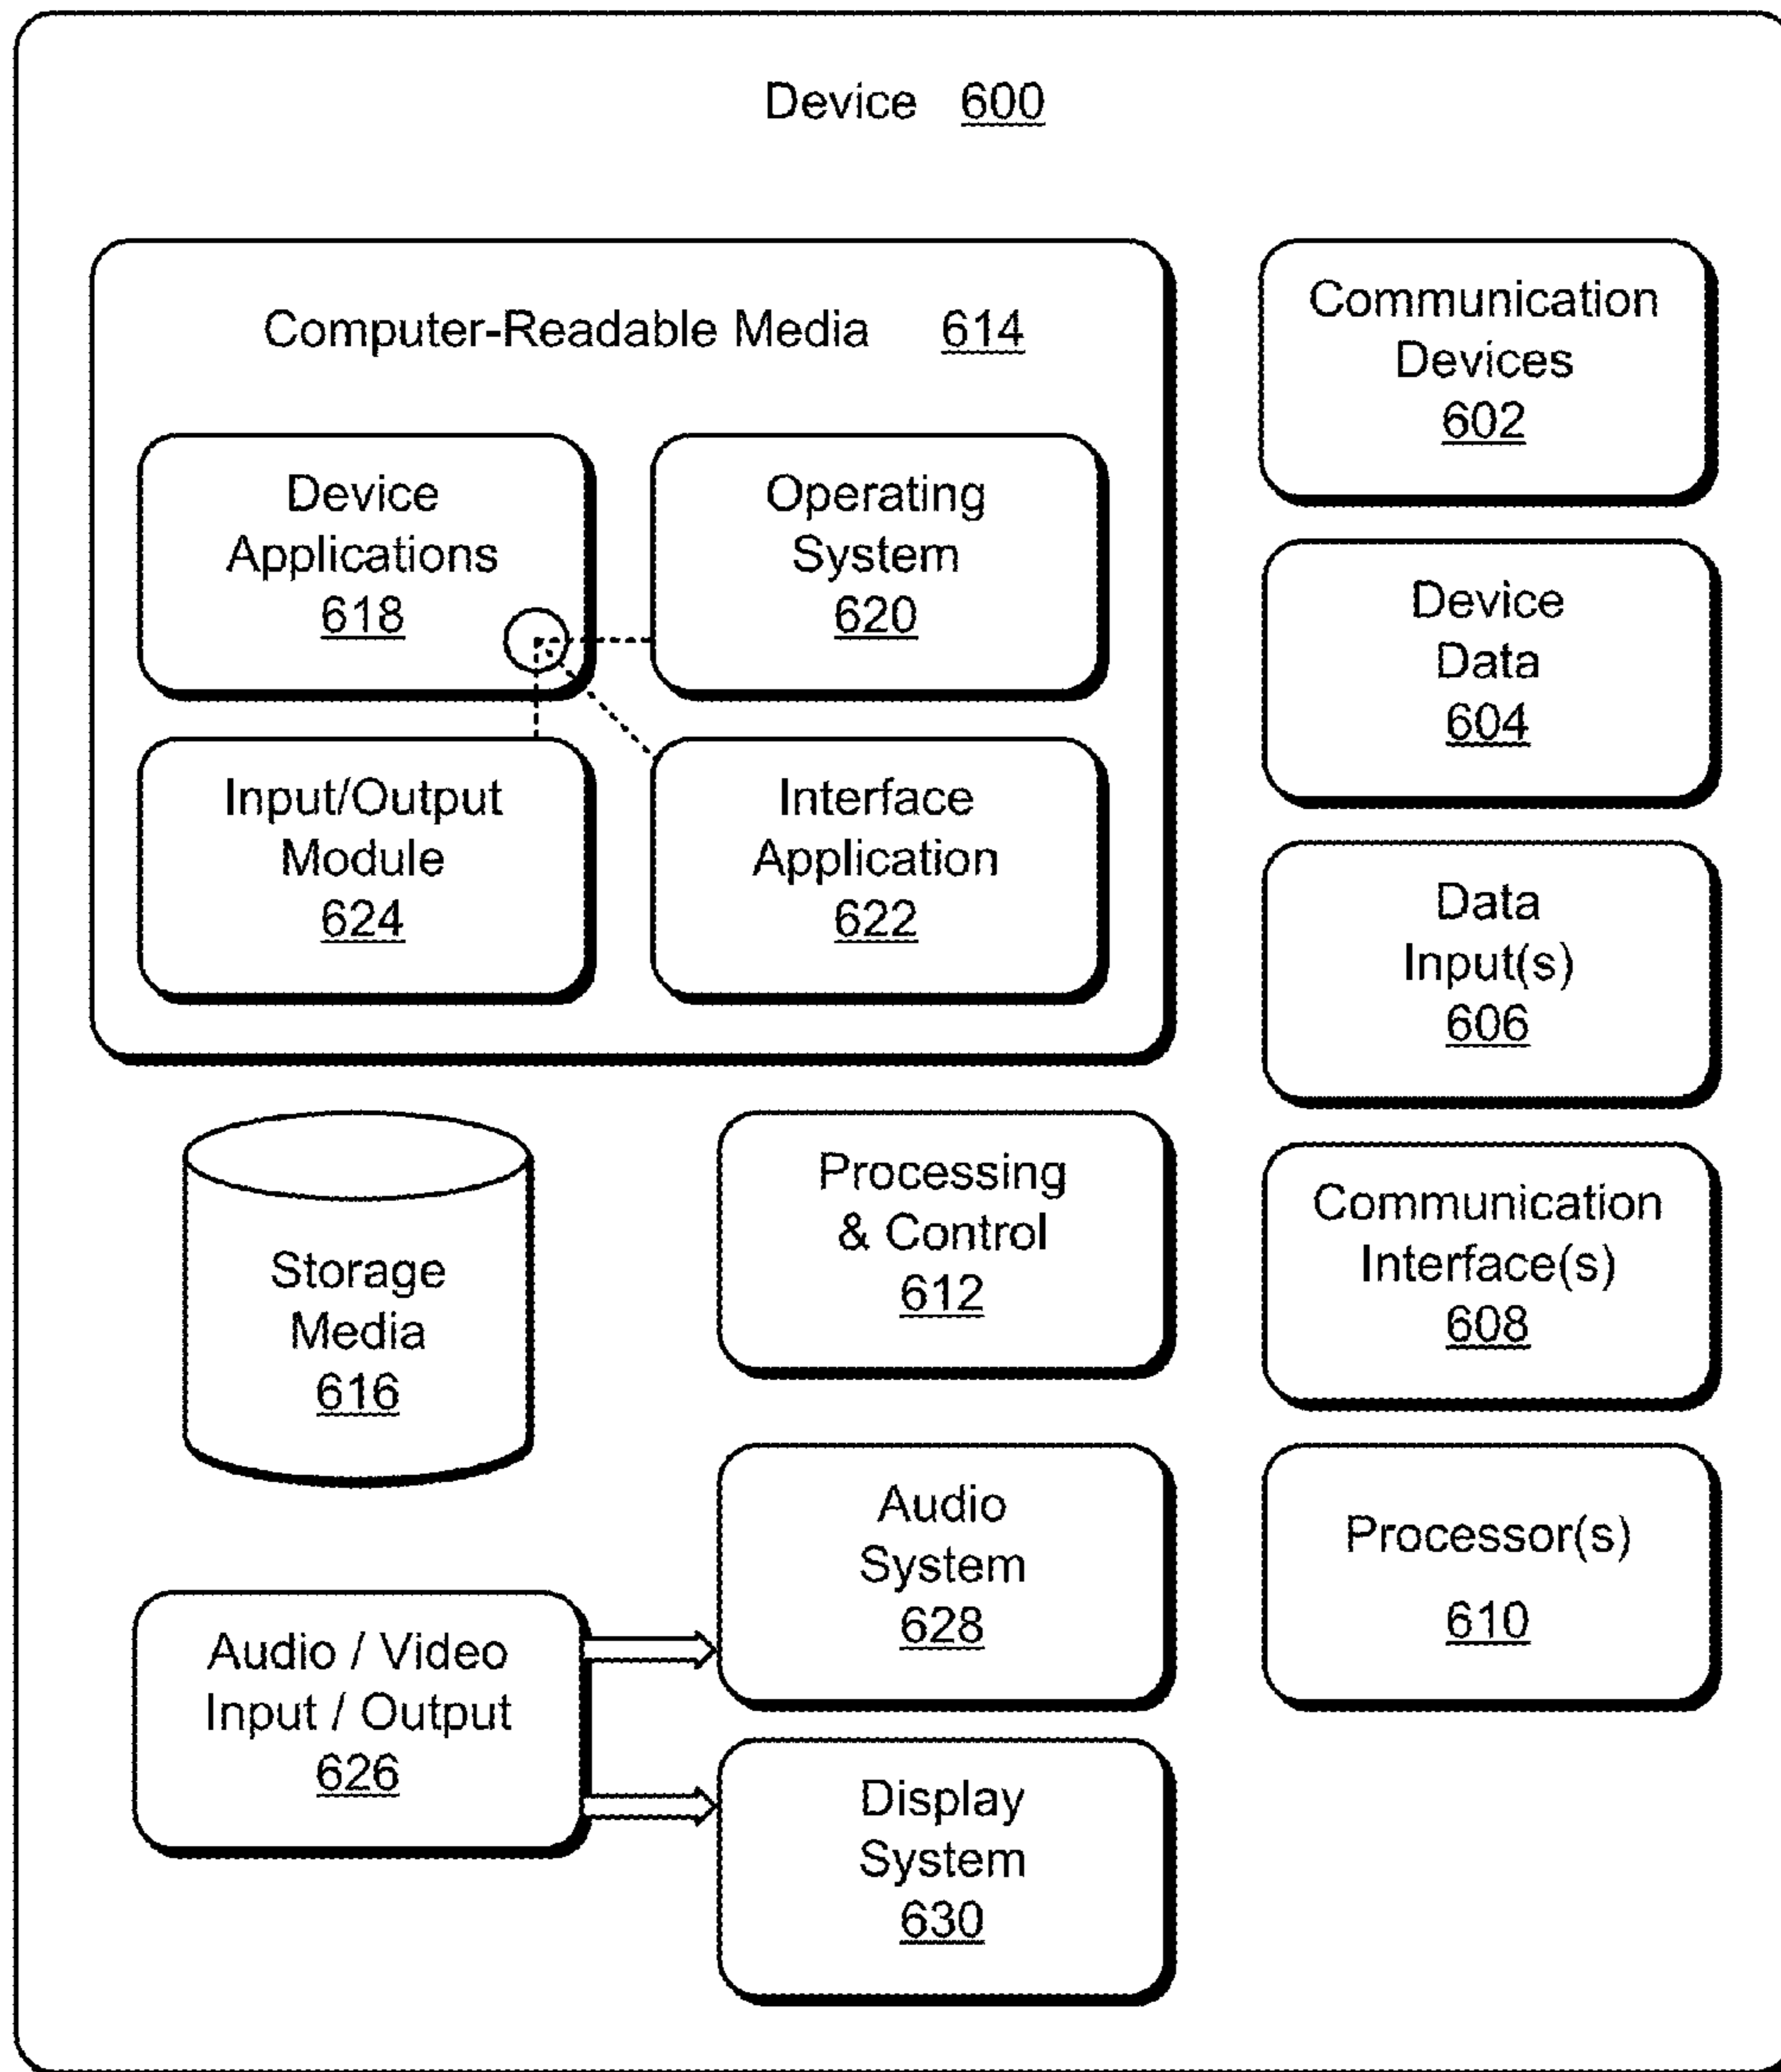 Device 600
Computer-Readable Media 614
Device
Applications
618
Operating
System
620
Input/Output
Module
624
Interface
Application
622
Storage
Media
616
Processing
& Control
612
Audio / Video
Input / Output
626
Audio
System
628
Display
System
630
Communication
Devices
602
Device
Data
604
Data
Input(s)
606
Communication
Interface(s)
608
Processor(s)
610